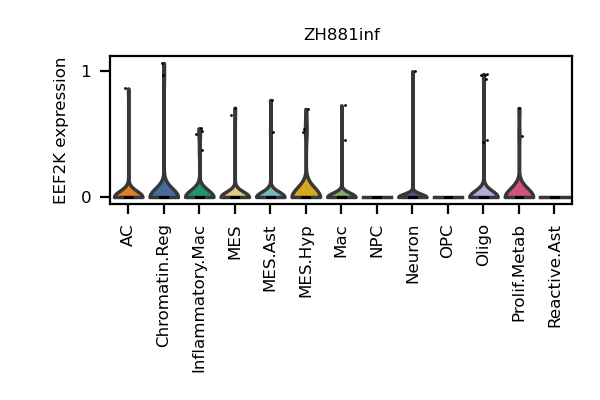 ZH881inf
EEF2K expression
1
0
AC
Chromatin.Reg
Inflammatory.Mac
MES
MES.Ast
MES.Hyp
Mac
NPC
Neuron
OPC
Oligo
Prolif.Metab
Reactive.Ast